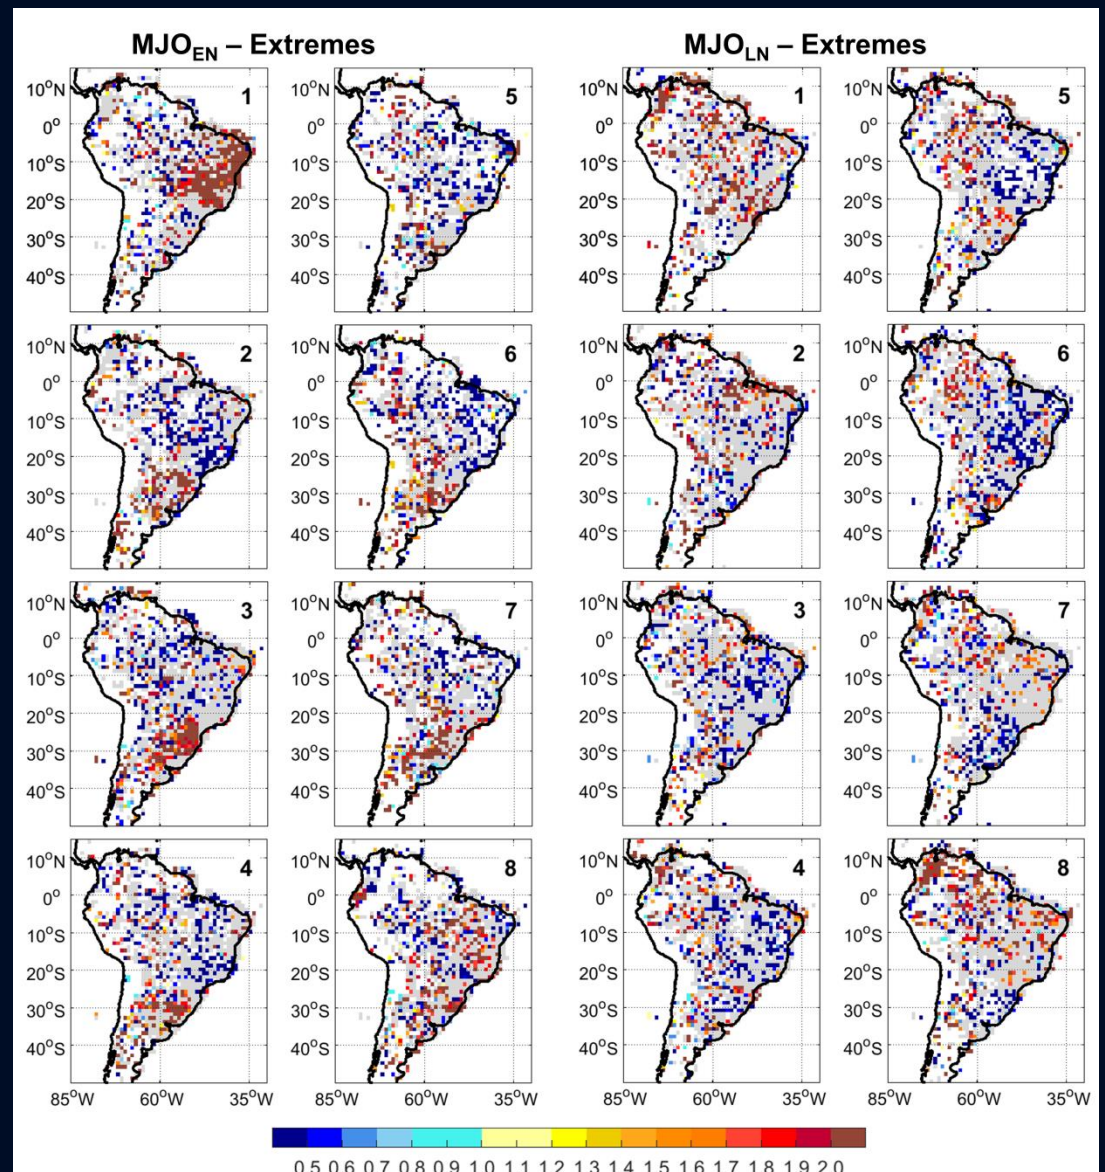 MJO_EN – Extremes MJO_LN – Extremes
10°N 1 5 10°N 1 5
0° 0° 0° 0°
10°S 10°S 10°S 10°S
20°S 20°S 20°S 20°S
30°S 30°S 30°S 30°S
40°S 40°S 40°S 40°S
10°N 2 10°N 6 10°N 2 10°N 6
0° 0° 0° 0°
10°S 10°S 10°S 10°S
20°S 20°S 20°S 20°S
30°S 30°S 30°S 30°S
40°S 40°S 40°S 40°S
10°N 3 10°N 7 10°N 3 10°N 7
0° 0° 0° 0°
10°S 10°S 10°S 10°S
20°S 20°S 20°S 20°S
30°S 30°S 30°S 30°S
40°S 40°S 40°S 40°S
10°N 4 10°N 8 10°N 4 10°N 8
0° 0° 0° 0°
10°S 10°S 10°S 10°S
20°S 20°S 20°S 20°S
30°S 30°S 30°S 30°S
40°S 40°S 40°S 40°S
85°W 60°W 35°W 85°W 60°W 35°W 85°W 60°W 35°W 85°W 60°W 35°W
0.5 0.6 0.7 0.8 0.9 1.0 1.1 1.2 1.3 1.4 1.5 1.6 1.7 1.8 1.9 2.0